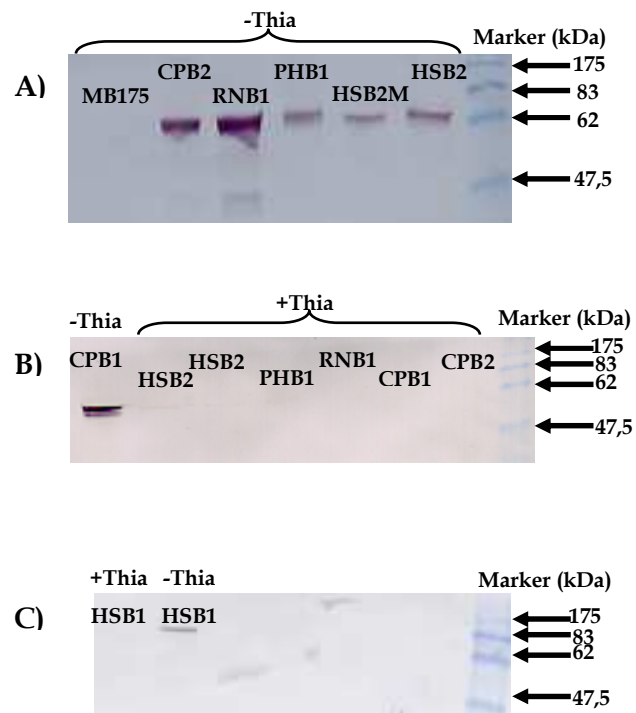 -Thia
Marker (kDa)
A)
MB175
CPB2
RNB1
PHB1
HSB2M
HSB2
175
83
62
47,5
+Thia
-Thia
Marker (kDa)
B)
CPB1
HSB2
HSB2
PHB1
RNB1
CPB1
CPB2
175
83
62
47,5
+Thia -Thia
Marker (kDa)
C)
HSB1 HSB1
175
83
62
47,5